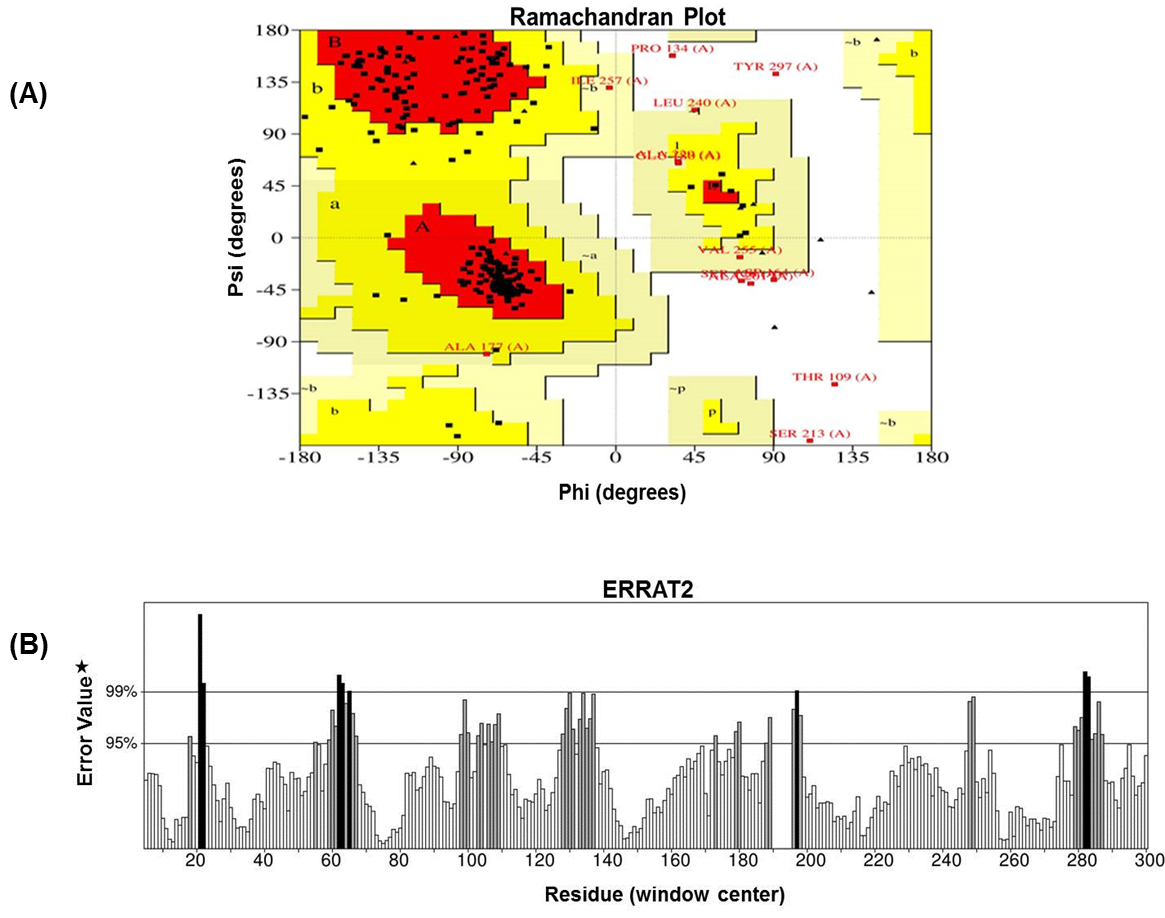 Ramachandran Plot
(A)
Psi (degrees)
180
135
90
45
0
-45
-90
-135
B
b
a
A
~b
b
~b
b
~a
l
~p
p
~b
~b
PRO 134 (A)
TYR 297 (A)
ILE 257 (A)
LEU 240 (A)
VAL 255 (A)
ALA 177 (A)
THR 109 (A)
SER 213 (A)
-180 -135 -90 -45 0 45 90 135 180
Phi (degrees)
ERRAT2
(B)
Error Value★
99%
95%
20 40 60 80 100 120 140 160 180 200 220 240 260 280 300
Residue (window center)